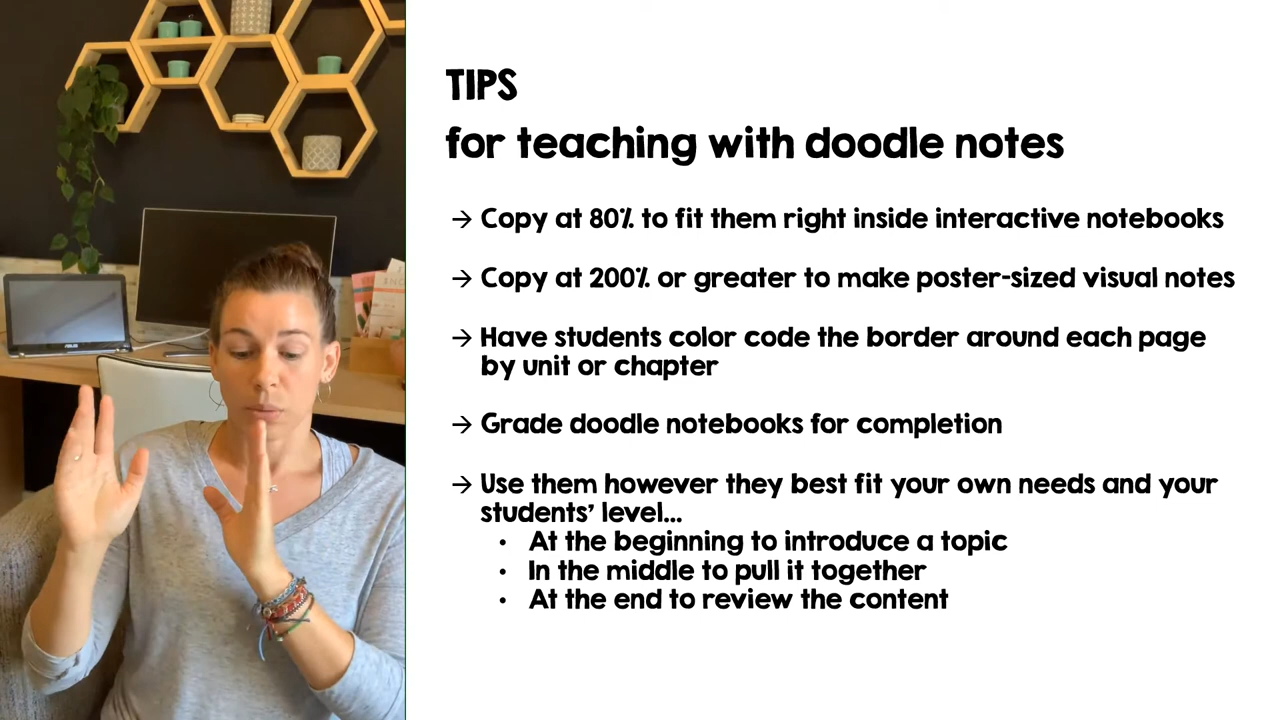 TIPS
for teaching with doodle notes
→ Copy at 80% to fit them right inside interactive notebooks
→ Copy at 200% or greater to make poster-sized visual notes
→ Have students color code the border around each page
by unit or chapter
→ Grade doodle notebooks for completion
→ Use them however they best fit your own needs and your
students’ level...
• At the beginning to introduce a topic
• In the middle to pull it together
• At the end to review the content
ASUS